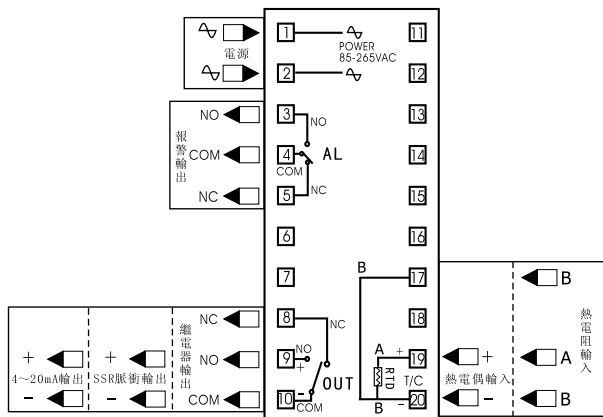 電源
1
POWER
85-265VAC
11
2
12
報警輸出
NO
3
NO
13
COM
4
COM
AL
14
NC
5
NC
15
6
16
7
B
17
B
熱電阻輸入
繼電器輸出
NC
8
NC
18
+
4～20mA輸出
-
+
SSR脈衝輸出
-
NO
9
NO
+
OUT
A
+
RTD
19
+
熱電偶輸入
-
A
COM
10
-
COM
B
T/C
-
20
B